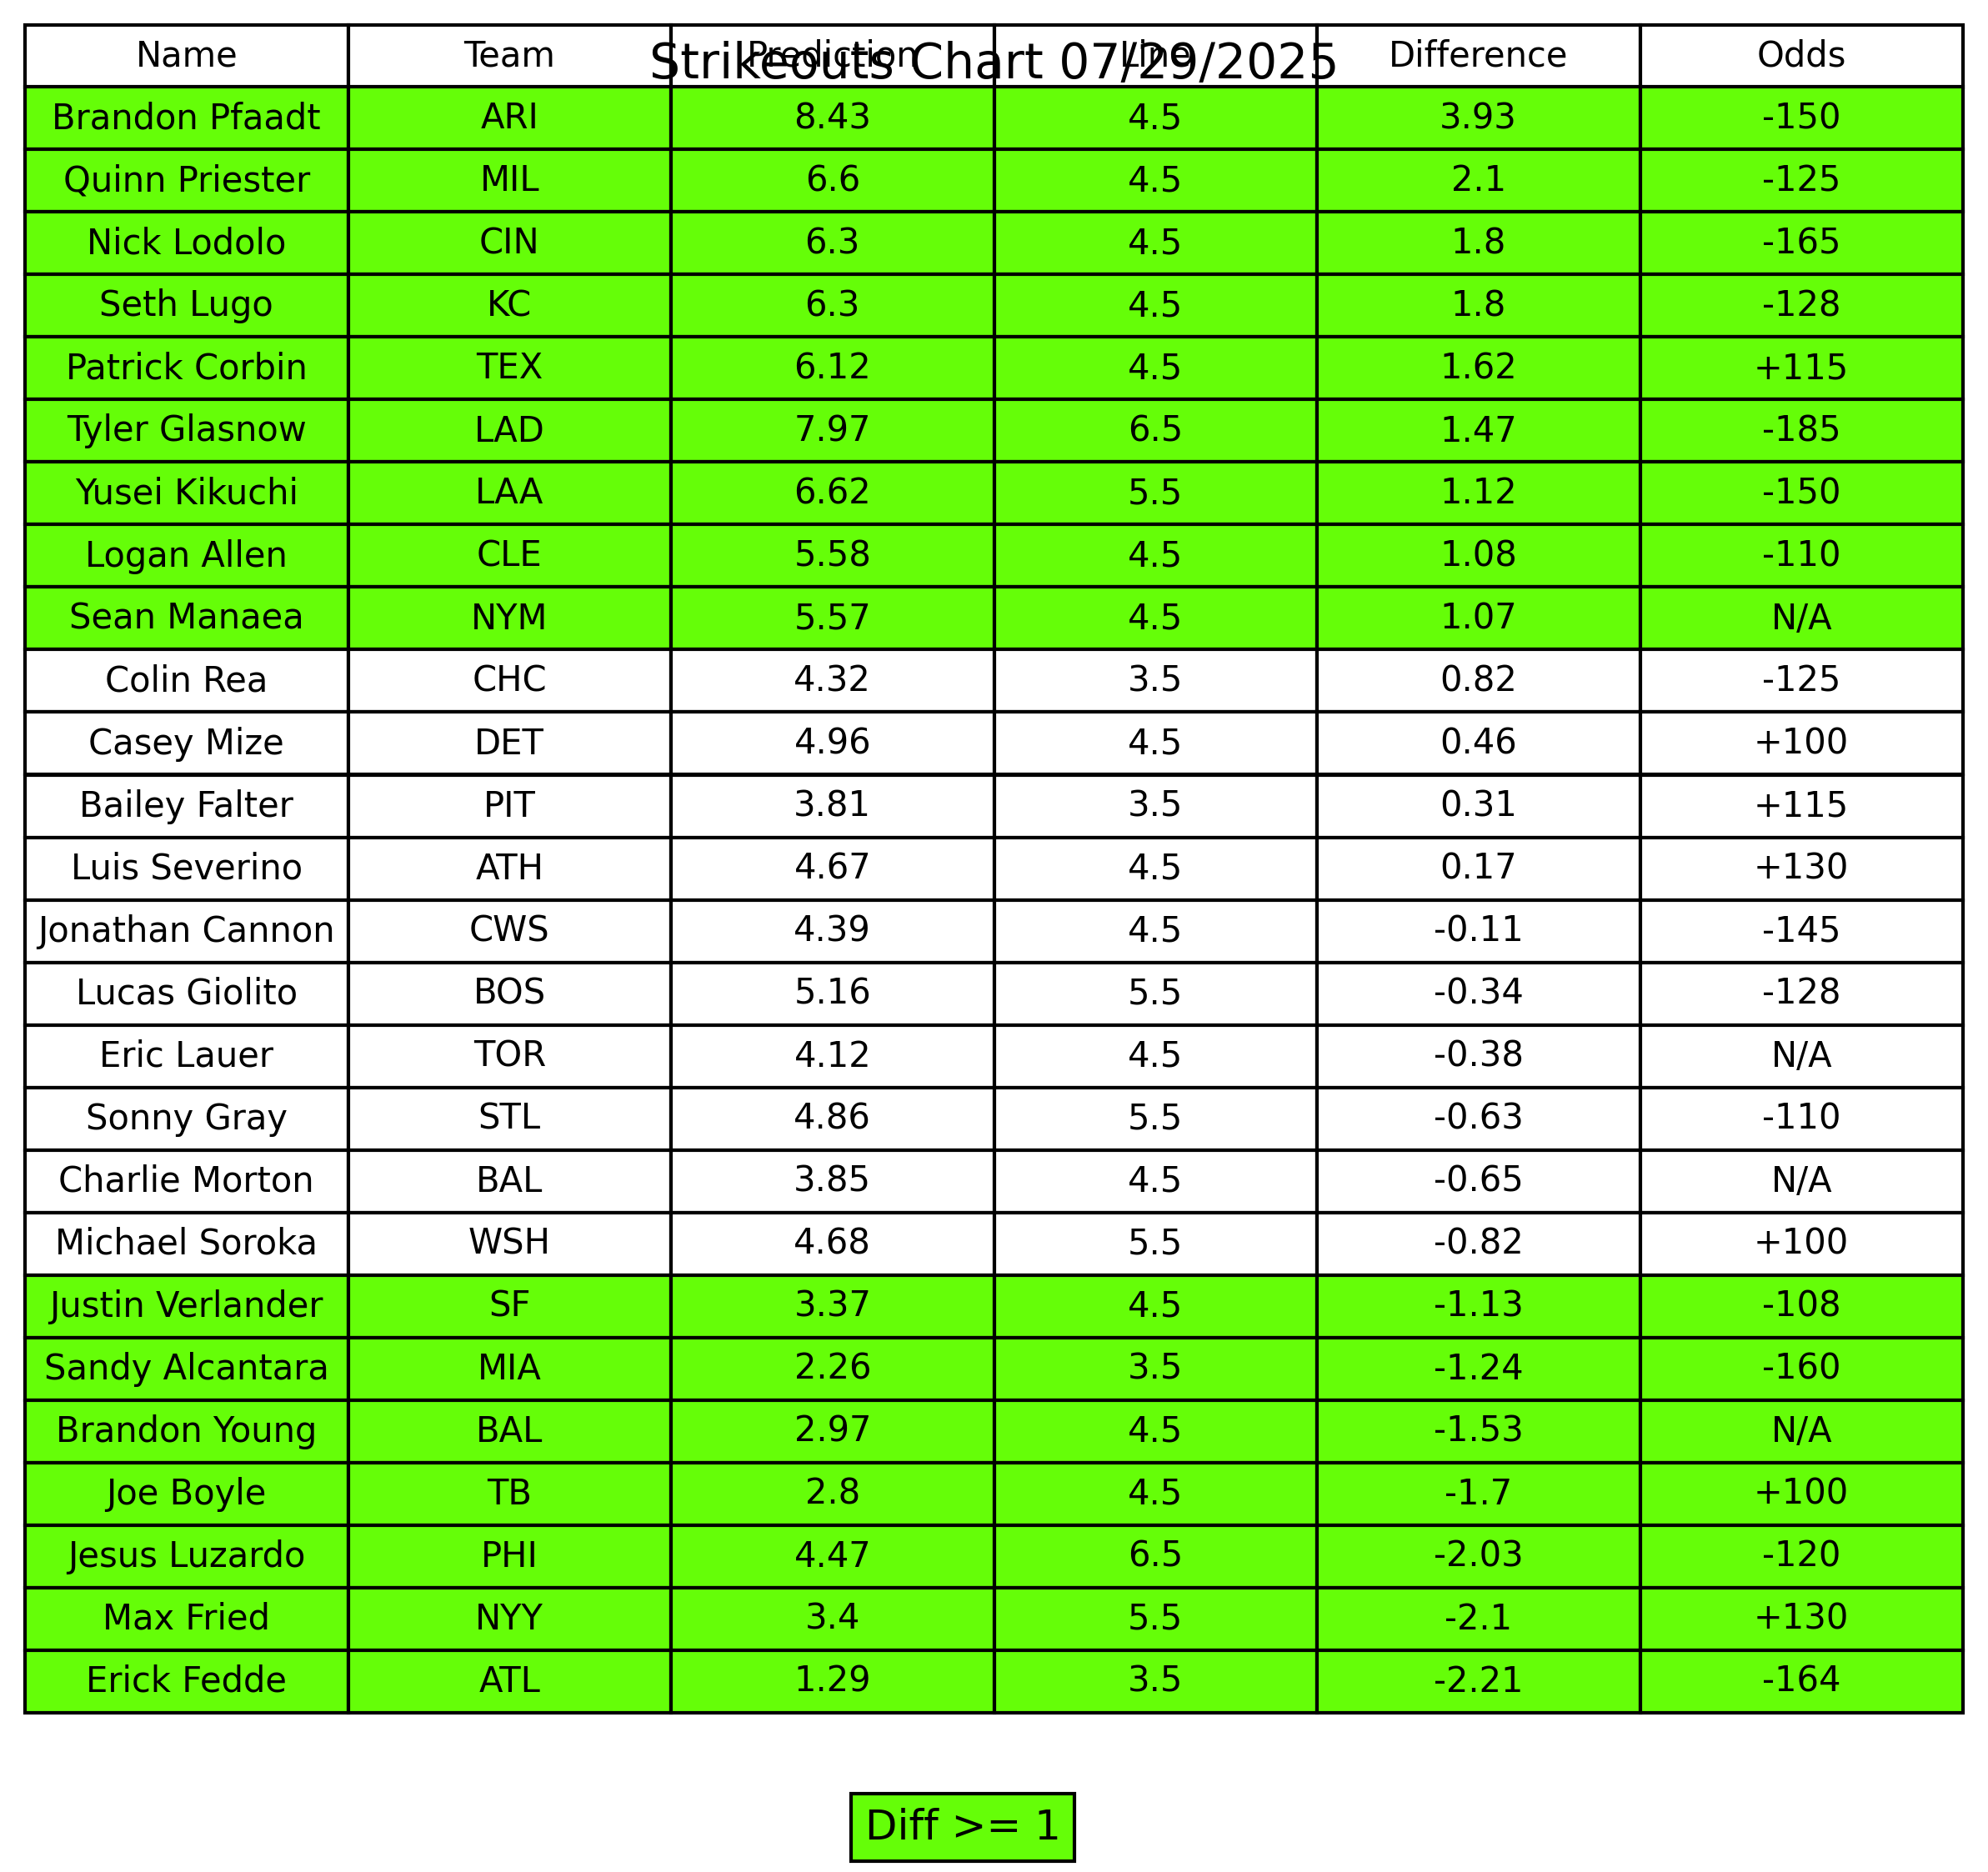 Strikeouts Chart 07/29/2025
Name Team Prediction Line Difference Odds
Brandon Pfaadt ARI 8.43 4.5 3.93 -150
Quinn Priester MIL 6.6 4.5 2.1 -125
Nick Lodolo CIN 6.3 4.5 1.8 -165
Seth Lugo KC 6.3 4.5 1.8 -128
Patrick Corbin TEX 6.12 4.5 1.62 +115
Tyler Glasnow LAD 7.97 6.5 1.47 -185
Yusei Kikuchi LAA 6.62 5.5 1.12 -150
Logan Allen CLE 5.58 4.5 1.08 -110
Sean Manaea NYM 5.57 4.5 1.07 N/A
Colin Rea CHC 4.32 3.5 0.82 -125
Casey Mize DET 4.96 4.5 0.46 +100
Bailey Falter PIT 3.81 3.5 0.31 +115
Luis Severino ATH 4.67 4.5 0.17 +130
Jonathan Cannon CWS 4.39 4.5 -0.11 -145
Lucas Giolito BOS 5.16 5.5 -0.34 -128
Eric Lauer TOR 4.12 4.5 -0.38 N/A
Sonny Gray STL 4.86 5.5 -0.63 -110
Charlie Morton BAL 3.85 4.5 -0.65 N/A
Michael Soroka WSH 4.68 5.5 -0.82 +100
Justin Verlander SF 3.37 4.5 -1.13 -108
Sandy Alcantara MIA 2.26 3.5 -1.24 -160
Brandon Young BAL 2.97 4.5 -1.53 N/A
Joe Boyle TB 2.8 4.5 -1.7 +100
Jesus Luzardo PHI 4.47 6.5 -2.03 -120
Max Fried NYY 3.4 5.5 -2.1 +130
Erick Fedde ATL 1.29 3.5 -2.21 -164
Diff >= 1